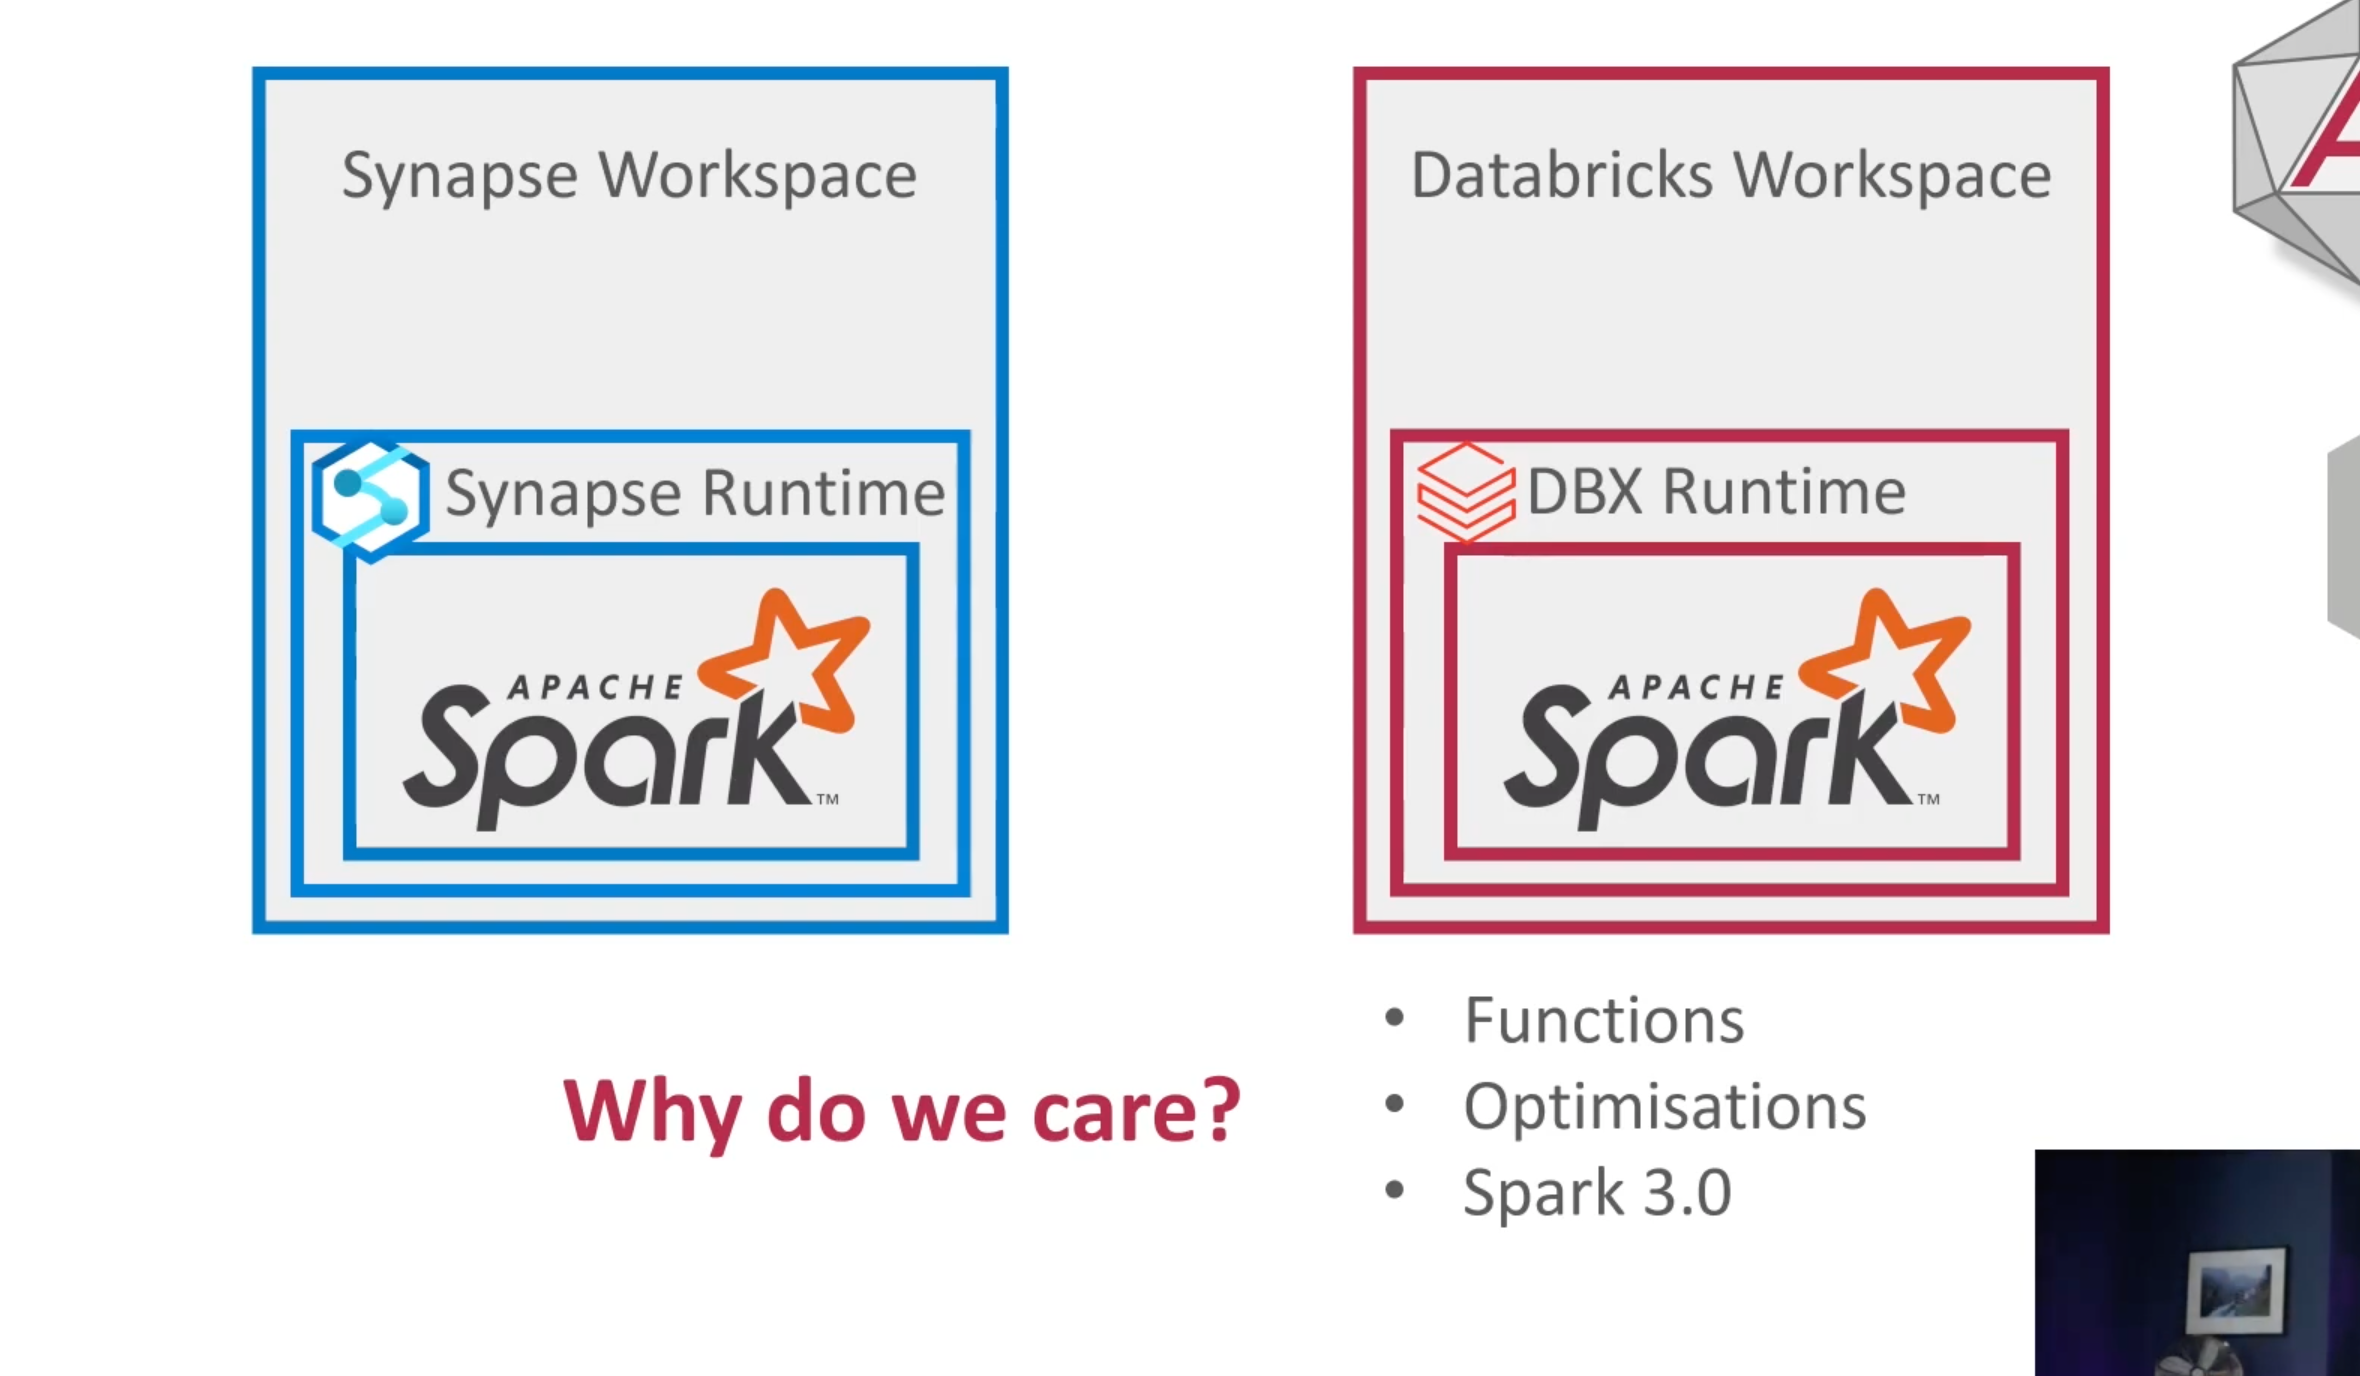 Synapse Workspace
Synapse Runtime
APACHE
Spark™
Databricks Workspace
DBX Runtime
APACHE
Spark™
Why do we care?
• Functions
• Optimisations
• Spark 3.0